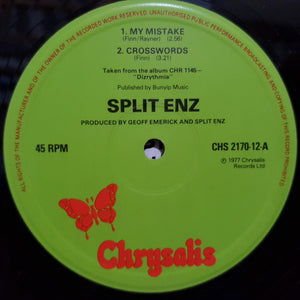 ALL RIGHTS OF THE MANUFACTURER AND OF THE OWNER OF THE RECORDED WORK RESERVED. UNAUTHORISED PUBLIC PERFORMANCE BROADCASTING AND COPYING OF THIS RECORD PROHIBITED
1. MY MISTAKE
(Finn/Rayner) (2.56)
2. CROSSWORDS
(Finn) (3.21)
Taken from the album CHR 1145–
"Dizrythmia"
Published by Bunyip Music
SPLIT ENZ
PRODUCED BY GEOFF EMERICK AND SPLIT ENZ
45 RPM
CHS 2170-12-A
℗ 1977 Chrysalis
Records Ltd
Chrysalis